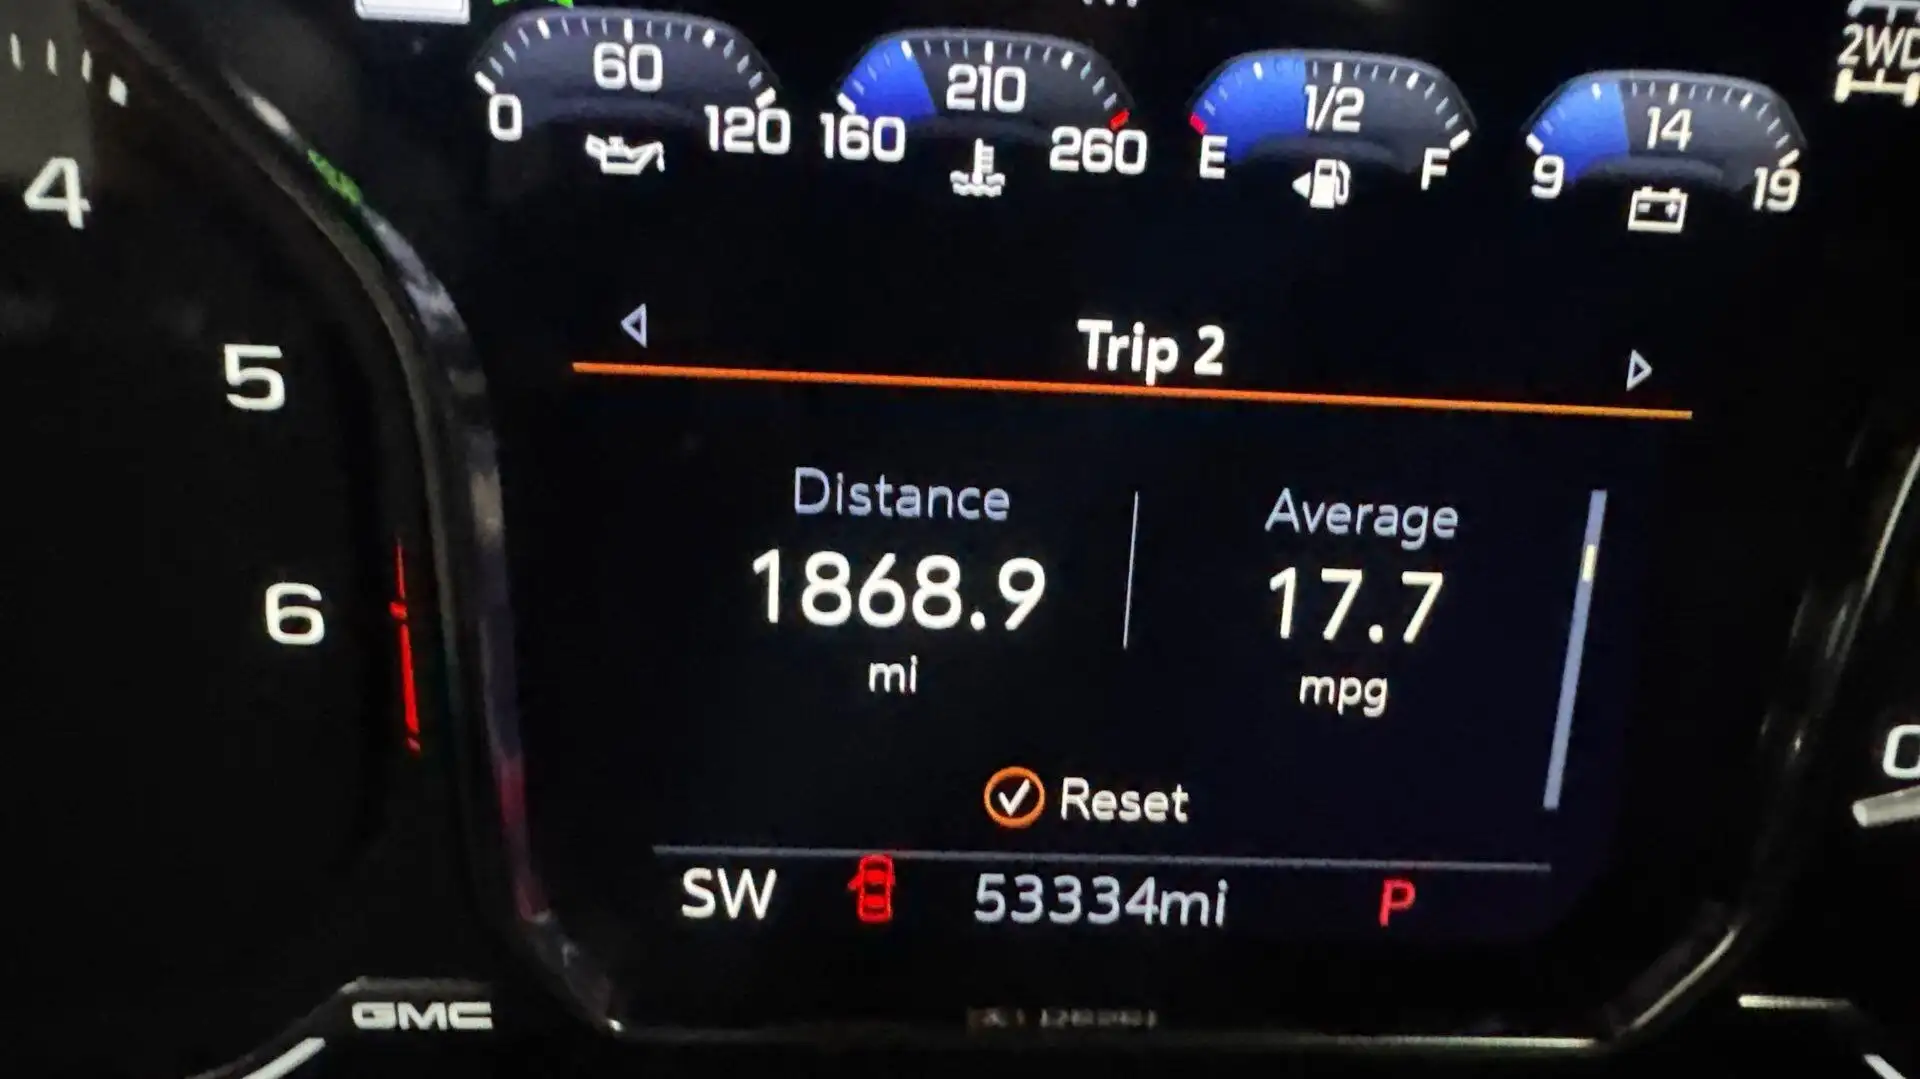 2WD
0 60 120
160 210 260
E 1/2 F
9 14 19
4
5
6
Trip 2
Distance
1868.9
mi
Average
17.7
mpg
Reset
SW 53334mi P
0
GMC